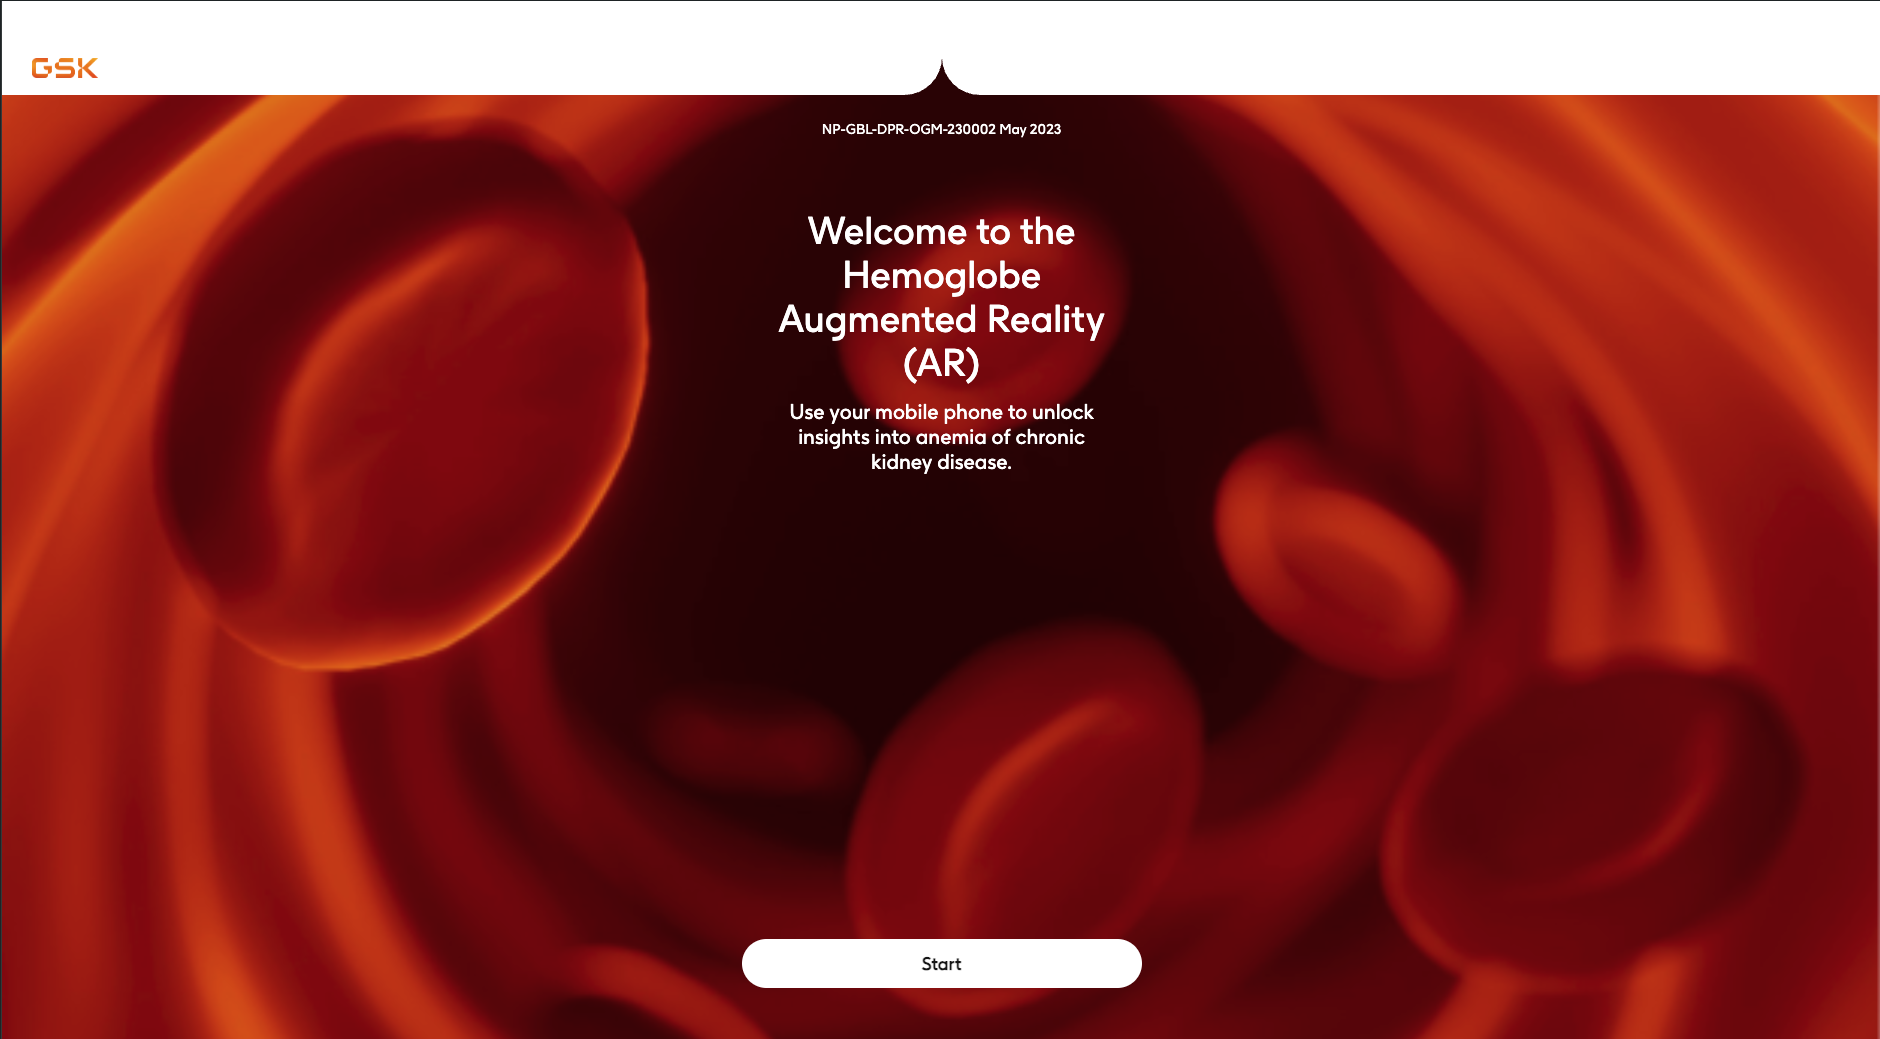 GSK
NP-GBL-DPR-OGM-230002 May 2023
Welcome to the
Hemoglobe
Augmented Reality
(AR)
Use your mobile phone to unlock
insights into anemia of chronic
kidney disease.
Start